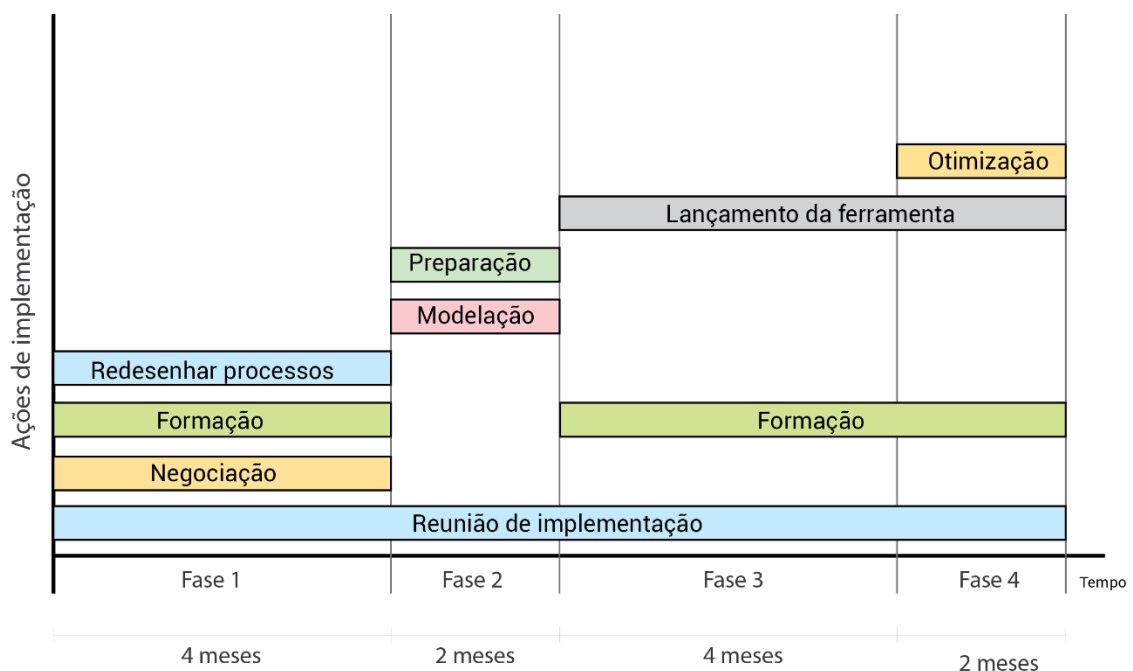 Ações de implementação
Otimização
Lançamento da ferramenta
Preparação
Modelação
Redesenhar processos
Formação
Formação
Negociação
Reunião de implementação
Fase 1
Fase 2
Fase 3
Fase 4
Tempo
4 meses
2 meses
4 meses
2 meses